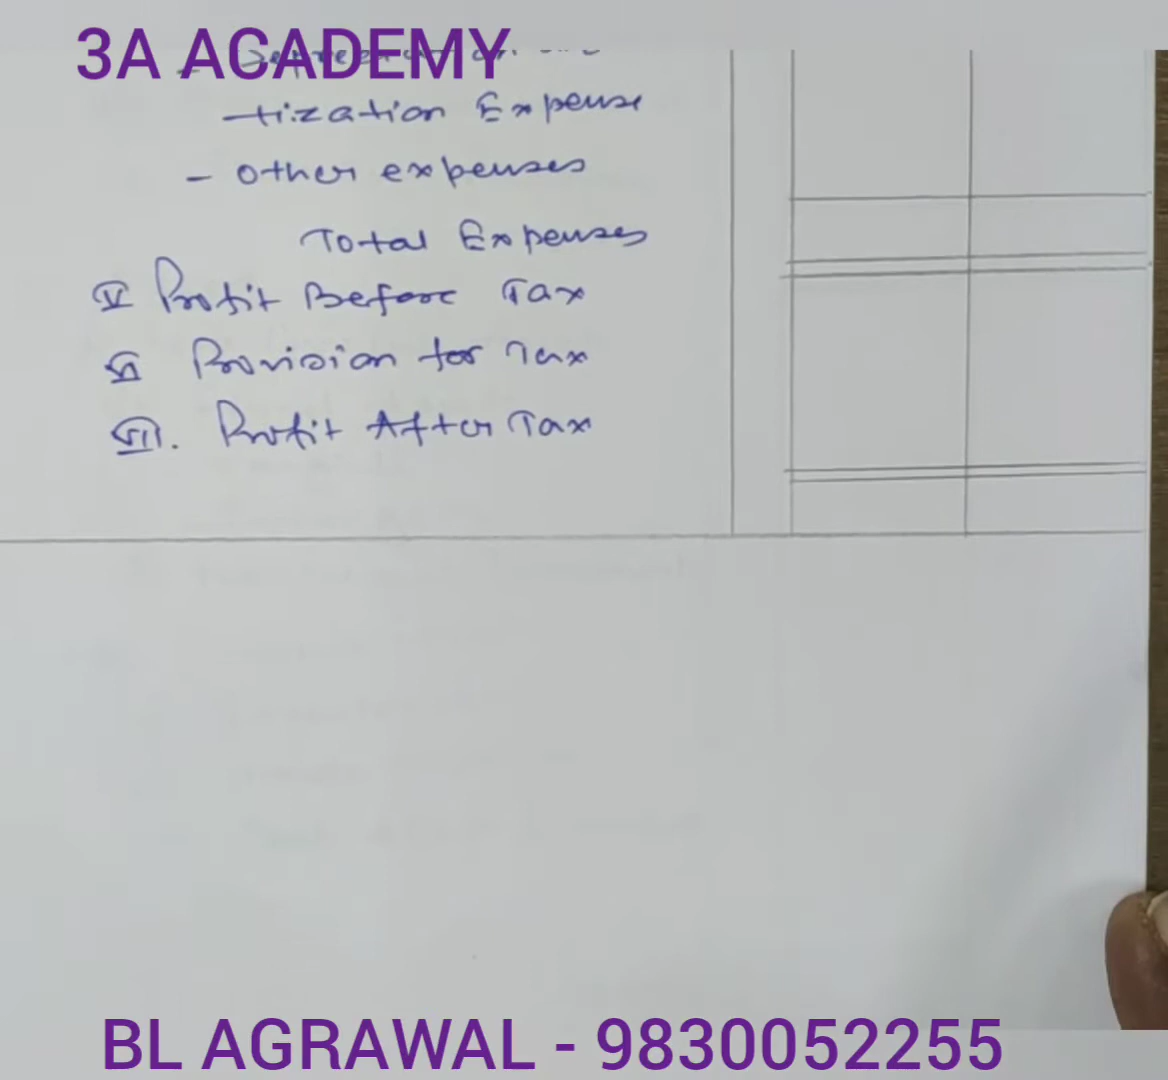 3A ACADEMY
- Depreciation
-tization Expense
- Other expenses
Total Expenses
V Profit Before Tax
VI Provision for Tax
VII. Profit After Tax
BL AGRAWAL - 9830052255